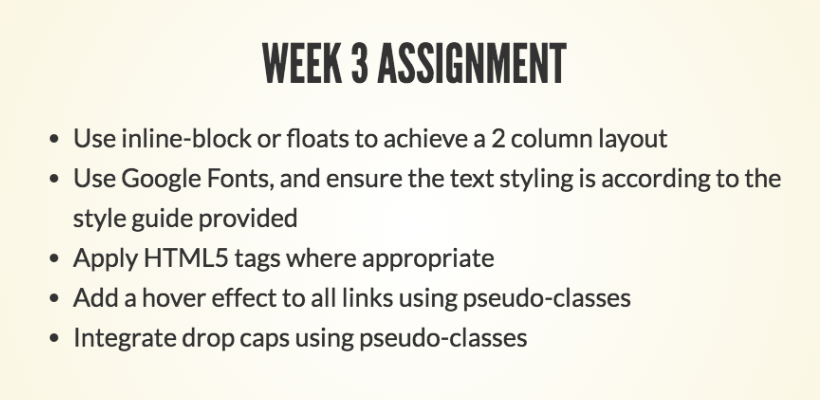 WEEK 3 ASSIGNMENT
• Use inline-block or floats to achieve a 2 column layout
• Use Google Fonts, and ensure the text styling is according to the
style guide provided
• Apply HTML5 tags where appropriate
• Add a hover effect to all links using pseudo-classes
• Integrate drop caps using pseudo-classes